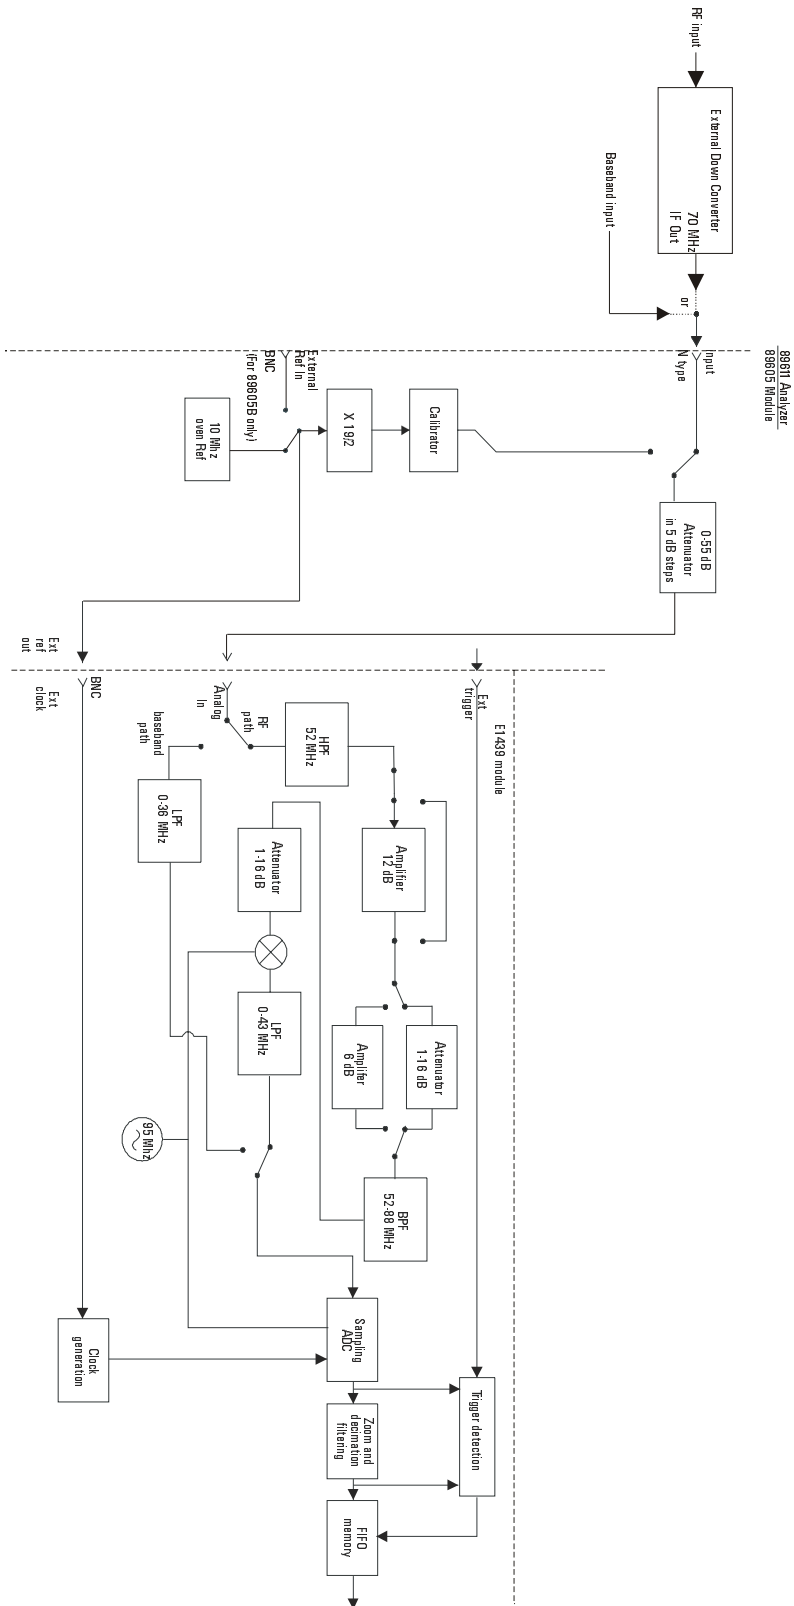 RF input
External Down Converter
70 MHz
IF Out
Baseband input
or
89611 Analyzer
89605 Module
nput
N type
External
Ref In
BNC
(For 89605B only)
10 Mhz
oven Ref
X 19/2
Calibrator
0-55 dB
Attenuator
in 5 dB steps
Ext
ref
out
BNC
Ext
clock
Analog
In
Ext
trigger
E1439 module
RF
path
baseband
path
HPF
52 MHz
LPF
0-36 MHz
Amplifier
12 dB
Attenuator
1-16 dB
LPF
0-43 MHz
Attenuator
1-16 dB
Amplifer
6 dB
95 Mhz
BPF
52-88 MHz
Sampling
ADC
Clock
generation
Trigger detection
Zoom and
decimation
filtering
FIFO
memory